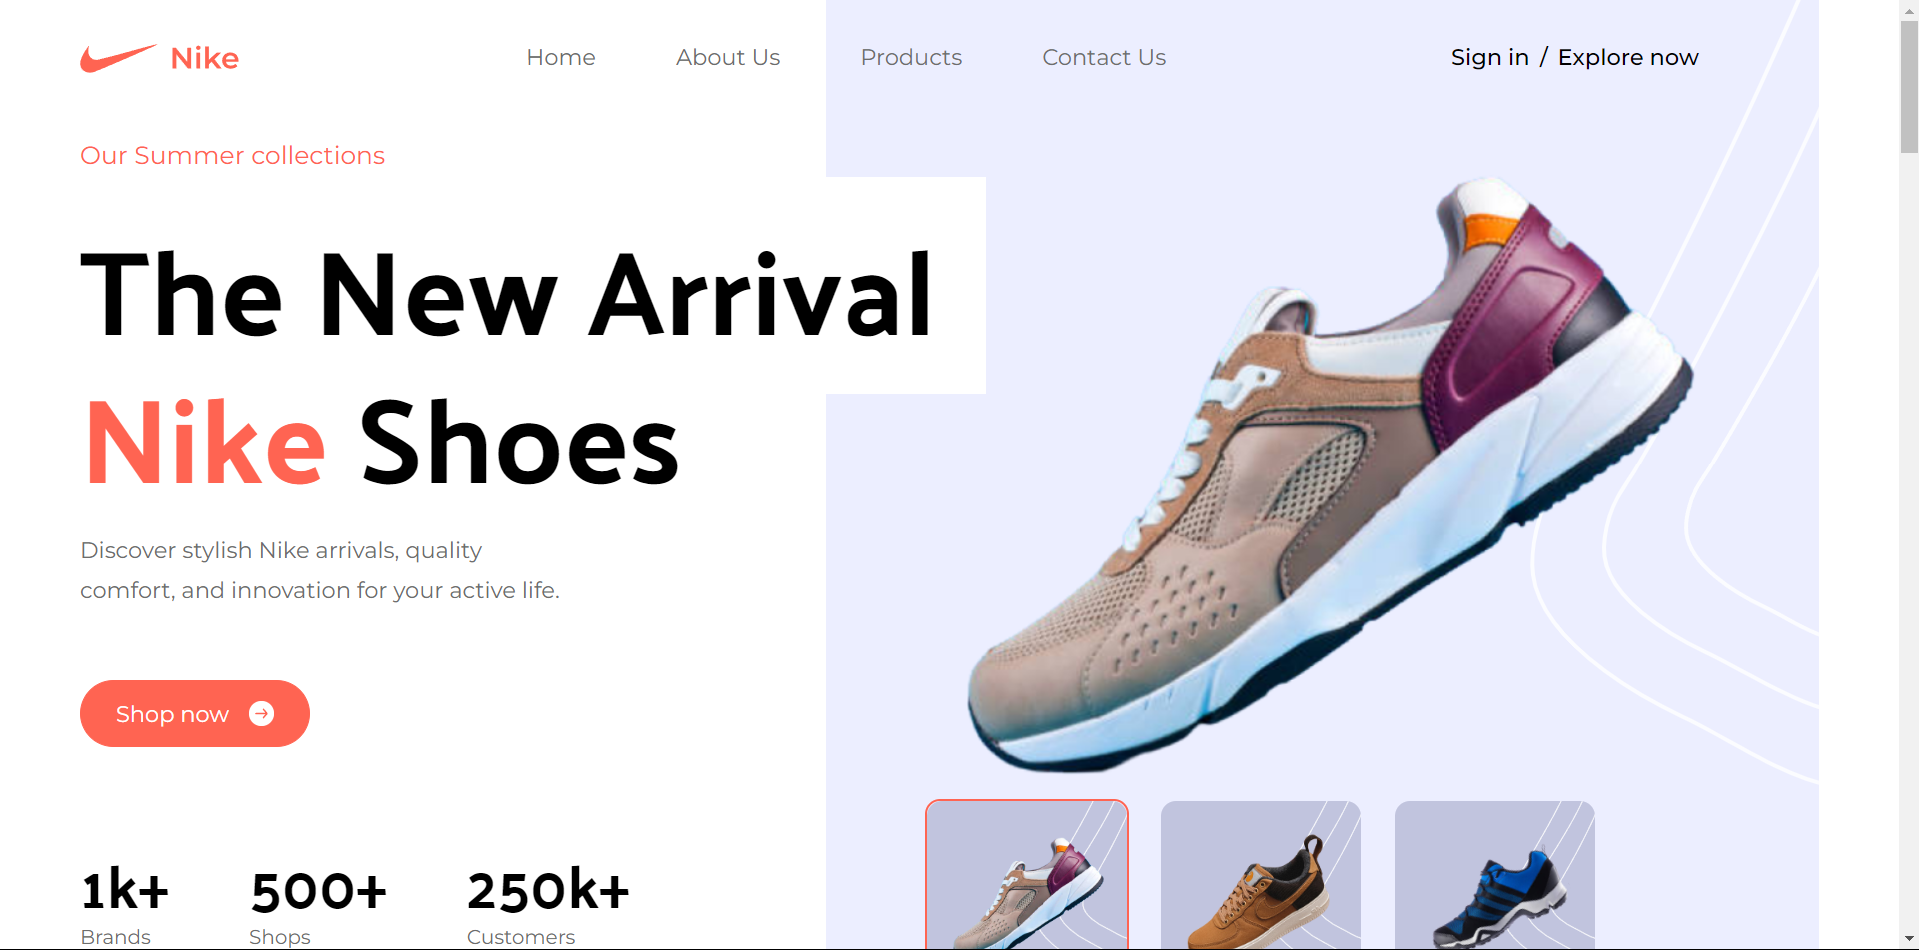 Nike
Home
About Us
Products
Contact Us
Sign in / Explore now
Our Summer collections
The New Arrival
Nike Shoes
Discover stylish Nike arrivals, quality
comfort, and innovation for your active life.
Shop now
1k+
500+
250k+
Brands
Shops
Customers